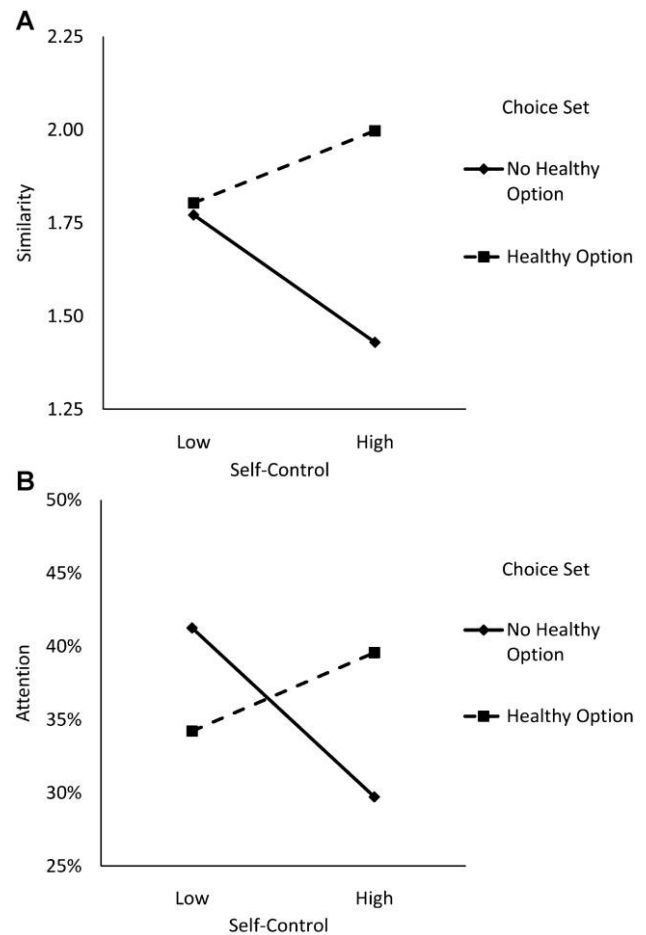 A
2.25
2.00
1.75
1.50
1.25
Similarity
Low
High
Self-Control
Choice Set
No Healthy
Option
Healthy Option
B
50%
45%
40%
35%
30%
25%
Attention
Low
High
Self-Control
Choice Set
No Healthy
Option
Healthy Option